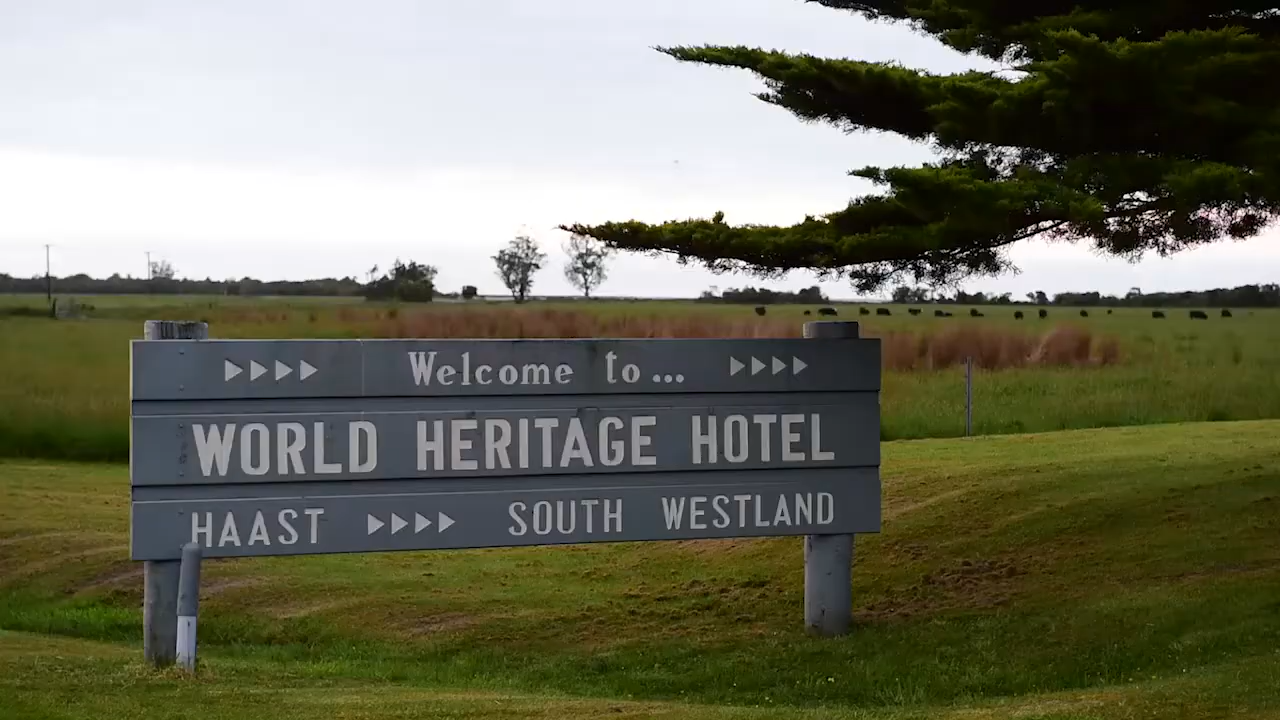 ▷▷▷▷ Welcome to... ▷▷▷▷
WORLD HERITAGE HOTEL
HAAST ▷▷▷▷ SOUTH WESTLAND